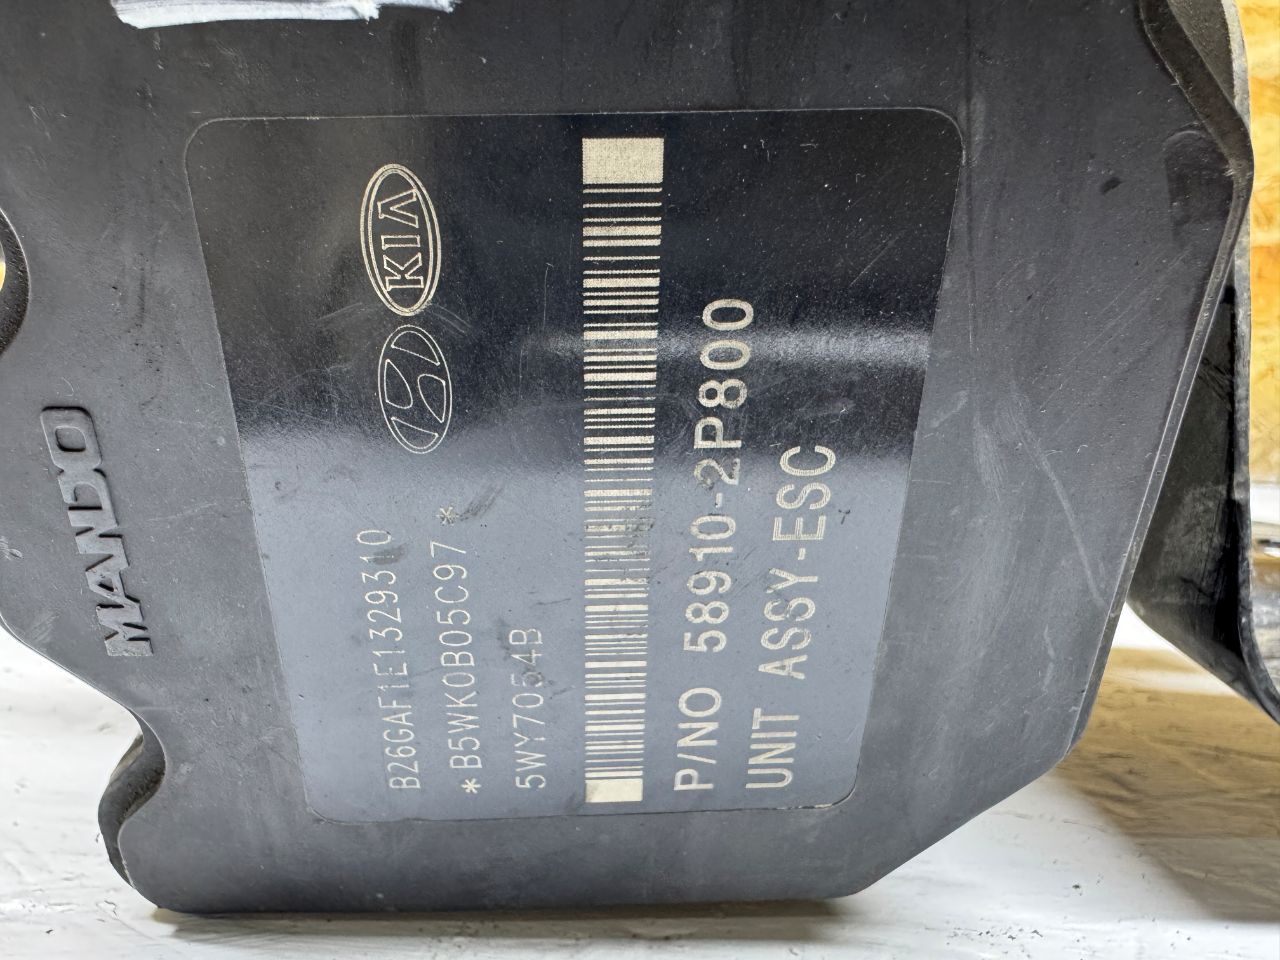 MANDO
KIA
B26GAF1E1329310
*B5WK0B05C97 *
5WY7054B
P/NO 58910-2P800
UNIT ASSY-ESC